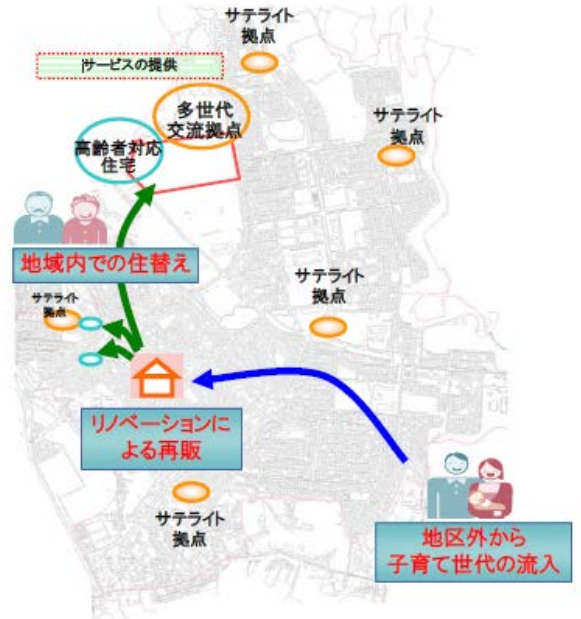 サテライト
拠点
サービスの提供
多世代
交流拠点
サテライト
拠点
高齢者対応
住宅
地域内での住替え
サテライト
拠点
サテライト
拠点
リノベーションに
よる再販
サテライト
拠点
地区外から
子育て世代の流入